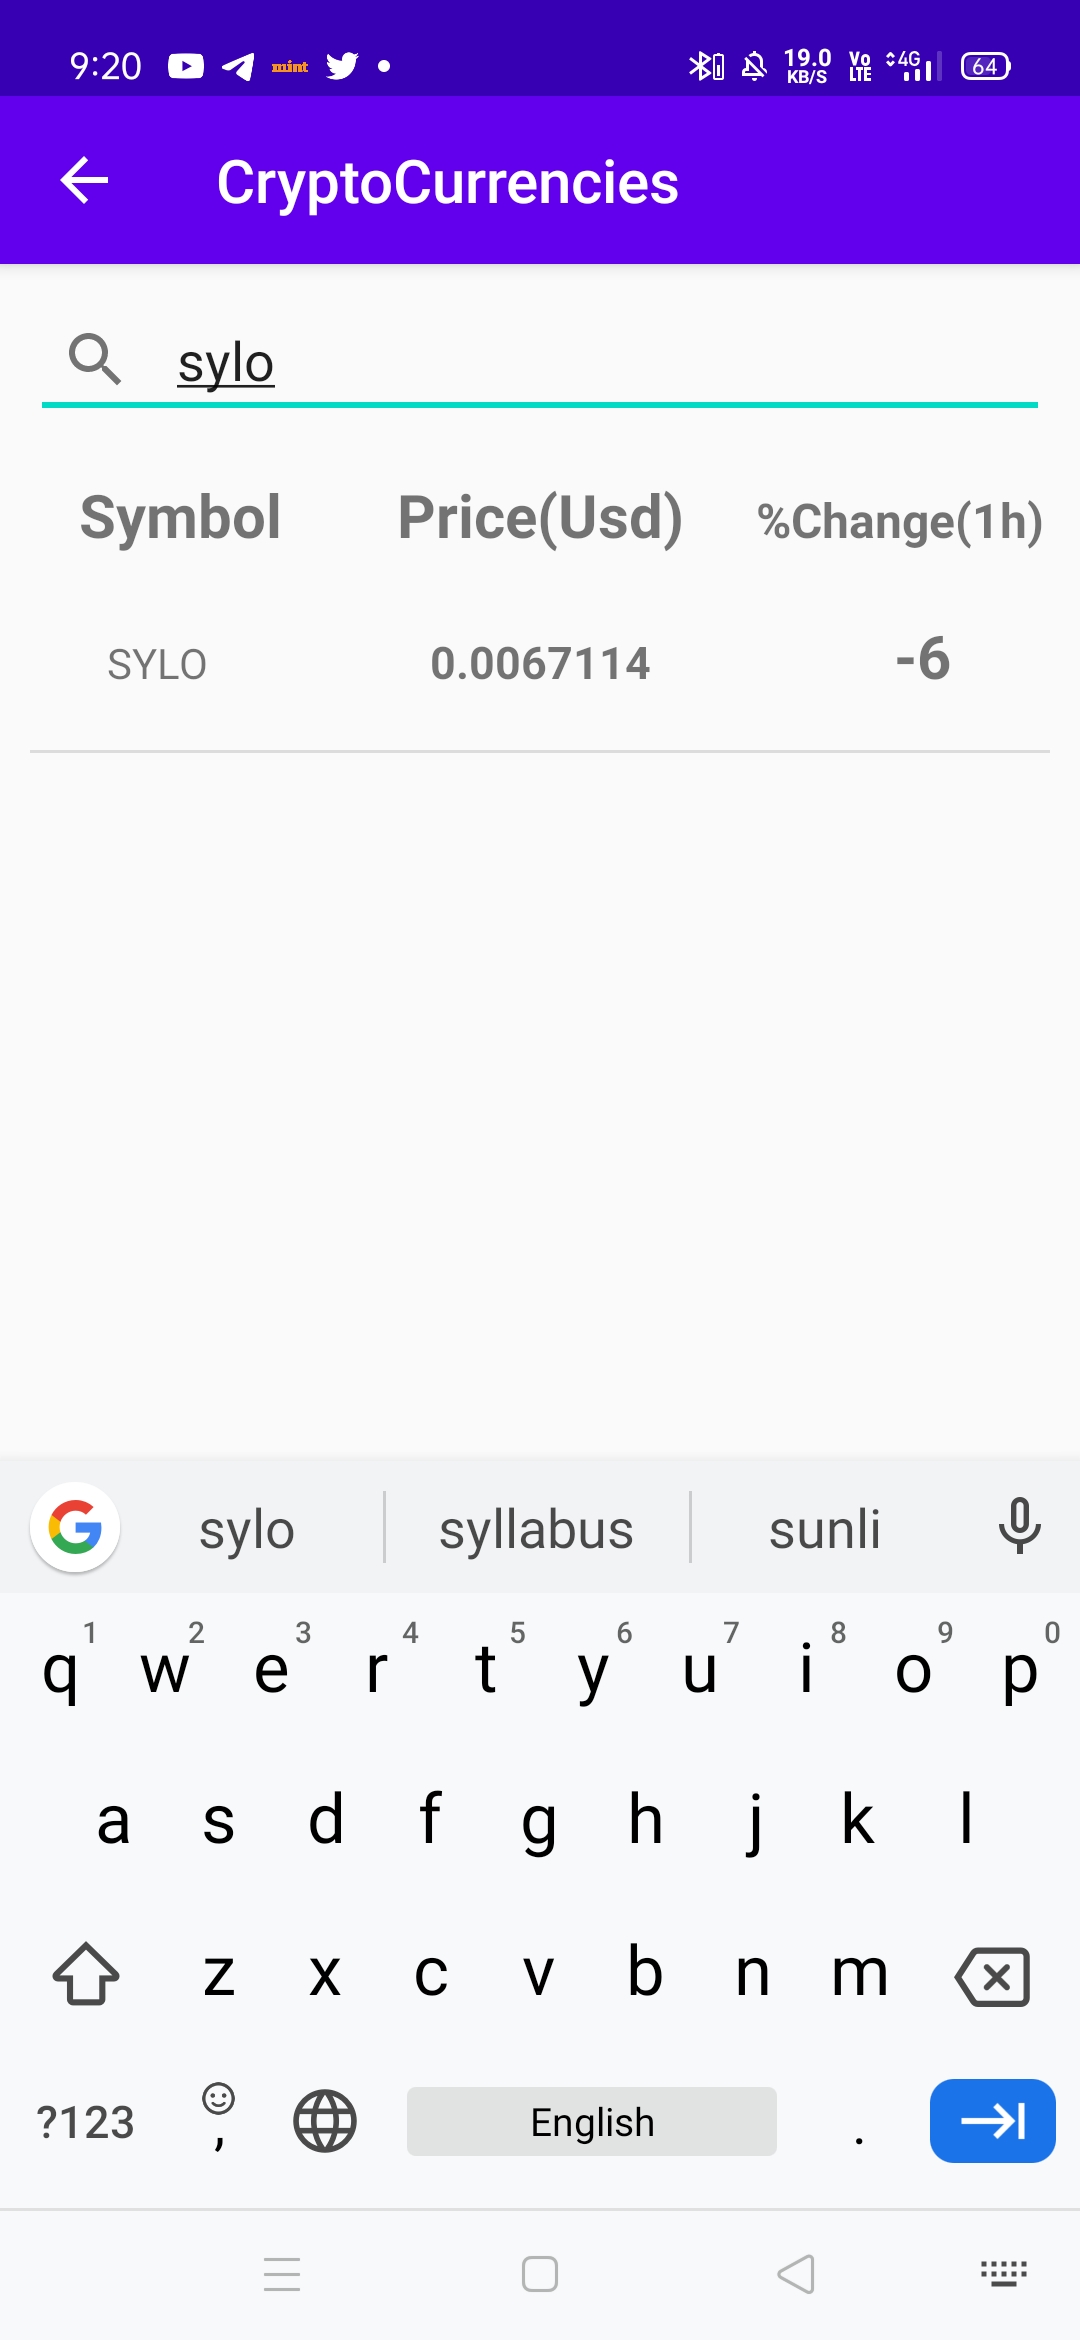 9:20 mint 19.0 KB/S Vo LTE 4G 64
CryptoCurrencies
sylo
Symbol Price(Usd) %Change(1h)
SYLO 0.0067114 -6
G sylo syllabus sunli
1 2 3 4 5 6 7 8 9 0
q w e r t y u i o p
a s d f g h j k l
z x c v b n m
?123 , English .